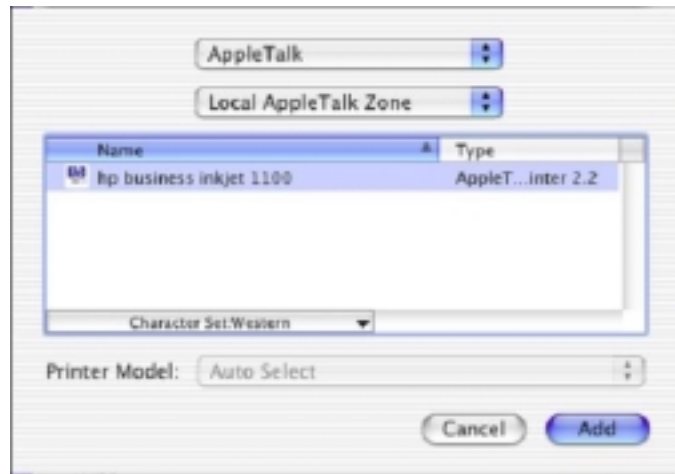 AppleTalk
Local AppleTalk Zone
Name Type
hp business inkjet 1100 AppleT...inter 2.2
Character Set:Western
Printer Model: Auto Select
Cancel Add